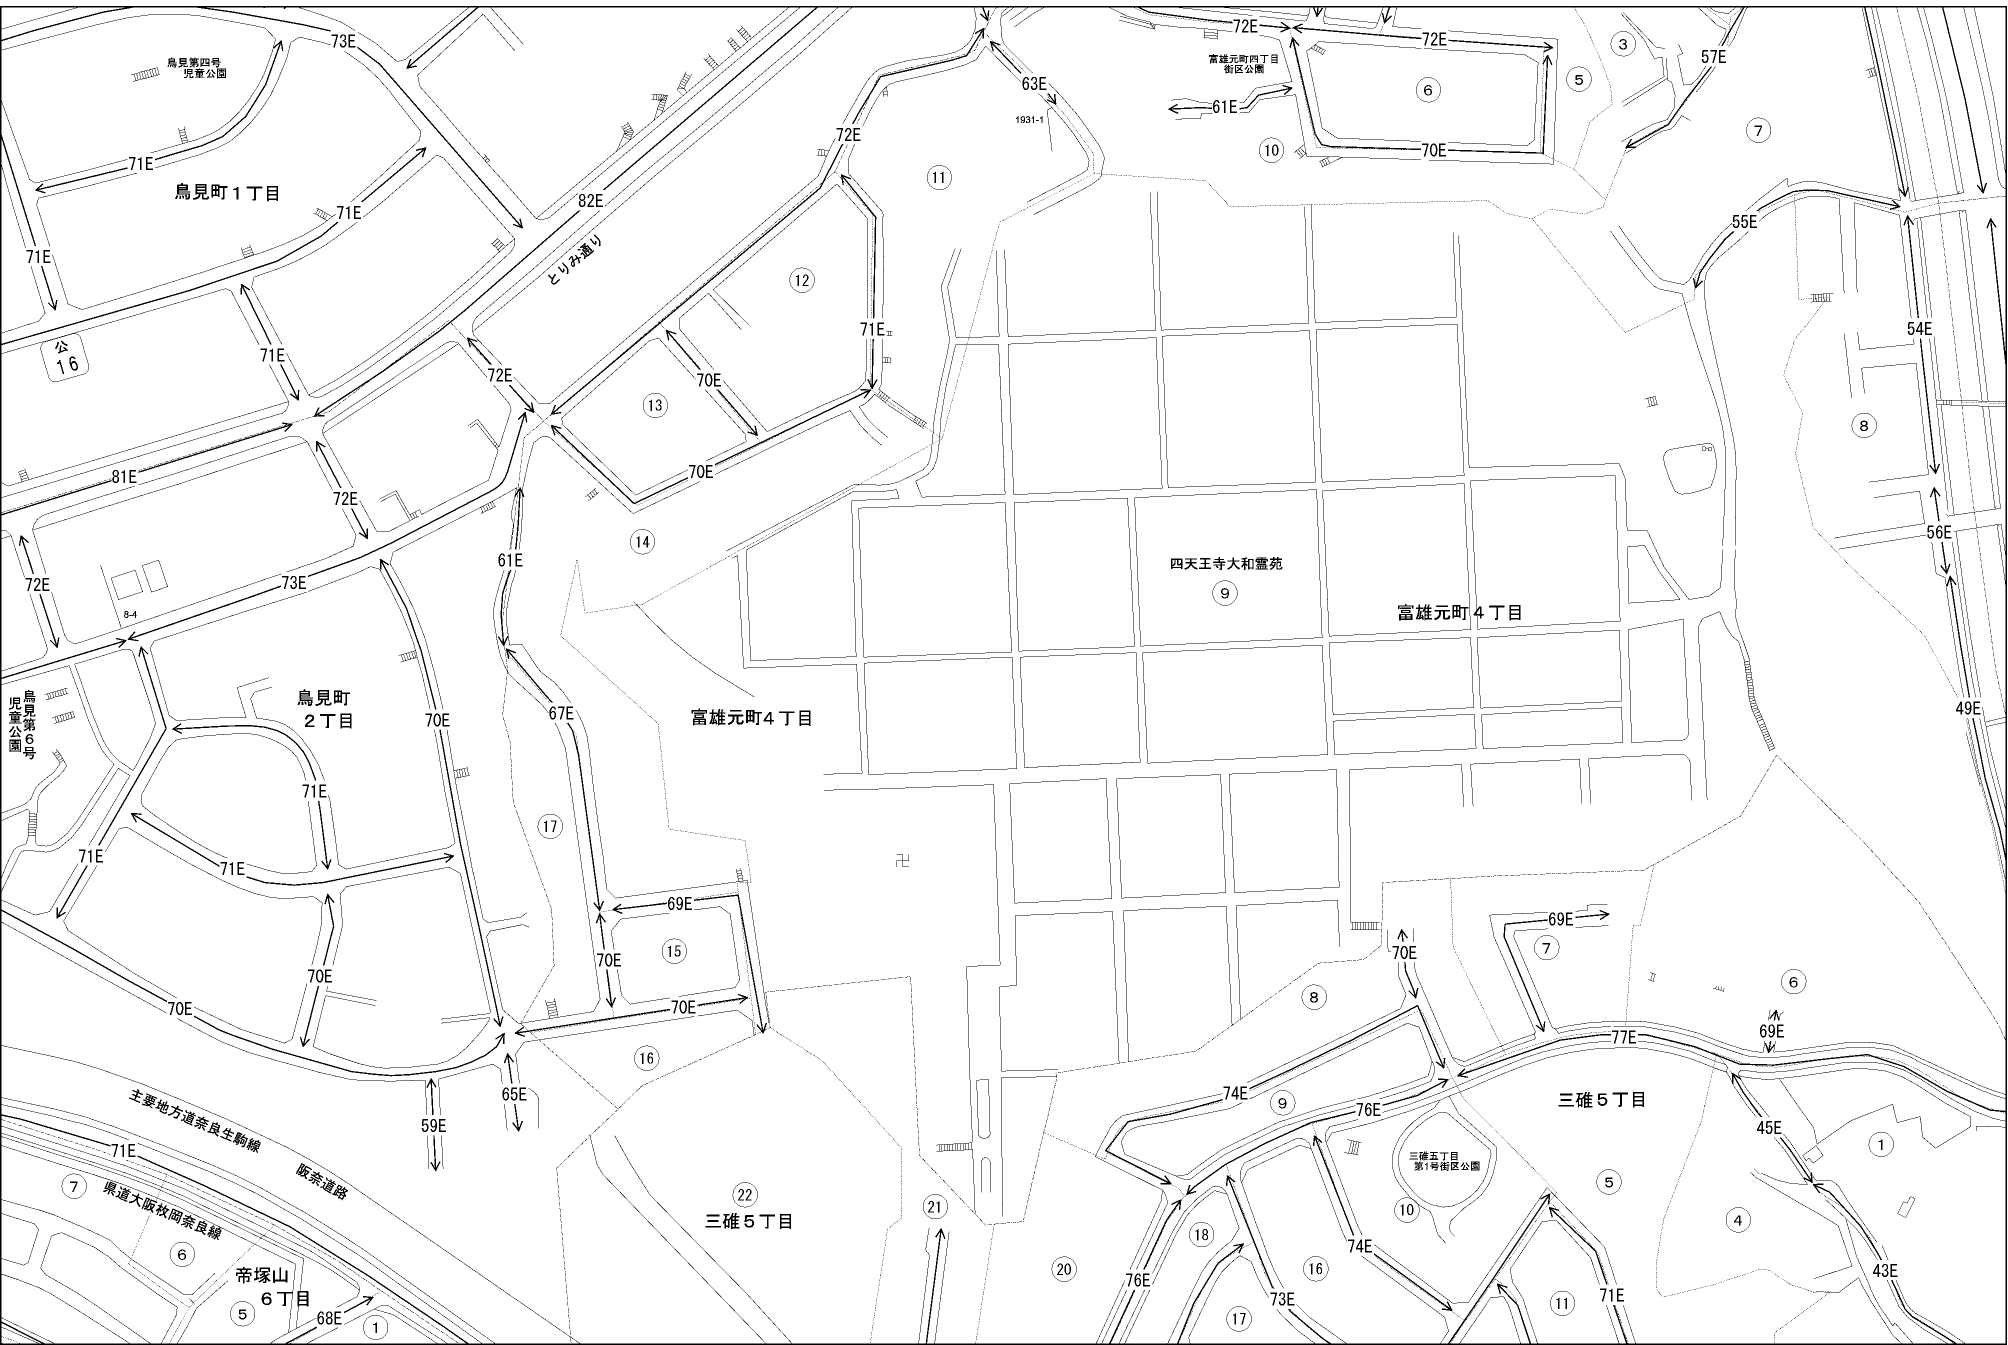 73E
72E
72E
③
57E
鳥見第四号
児童公園
富雄元町四丁目
街区公園
⑤
63E
⑥
61E
1931-1
72E
⑦
71E
70E
⑩
鳥見町1丁目
⑪
82E
71E
55E
とりみ通り
71E
⑫
71E
54E
公
16
71E
72E
70E
⑬
⑧
81E
72E
70E
56E
⑭
61E
四天王寺大和霊苑
⑨
72E
73E
富雄元町4丁目
8-4
鳥見第6号
児童公園
鳥見町
2丁目
70E
67E
富雄元町4丁目
49E
71E
⑰
71E
71E
69E
69E
⑮
⑦
70E
70E
70E
70E
70E
⑧
⑥
69E
77E
⑯
65E
74E
⑨
76E
三碓5丁目
59E
45E
主要地方道奈良生駒線
71E
阪奈道路
三碓五丁目
第1号街区公園
①
⑦
県道大阪枚岡奈良線
㉒
三碓5丁目
㉑
⑩
⑤
④
⑥
⑱
74E
帝塚山
6丁目
⑳
76E
⑯
43E
73E
71E
⑪
⑤
68E
①
⑰